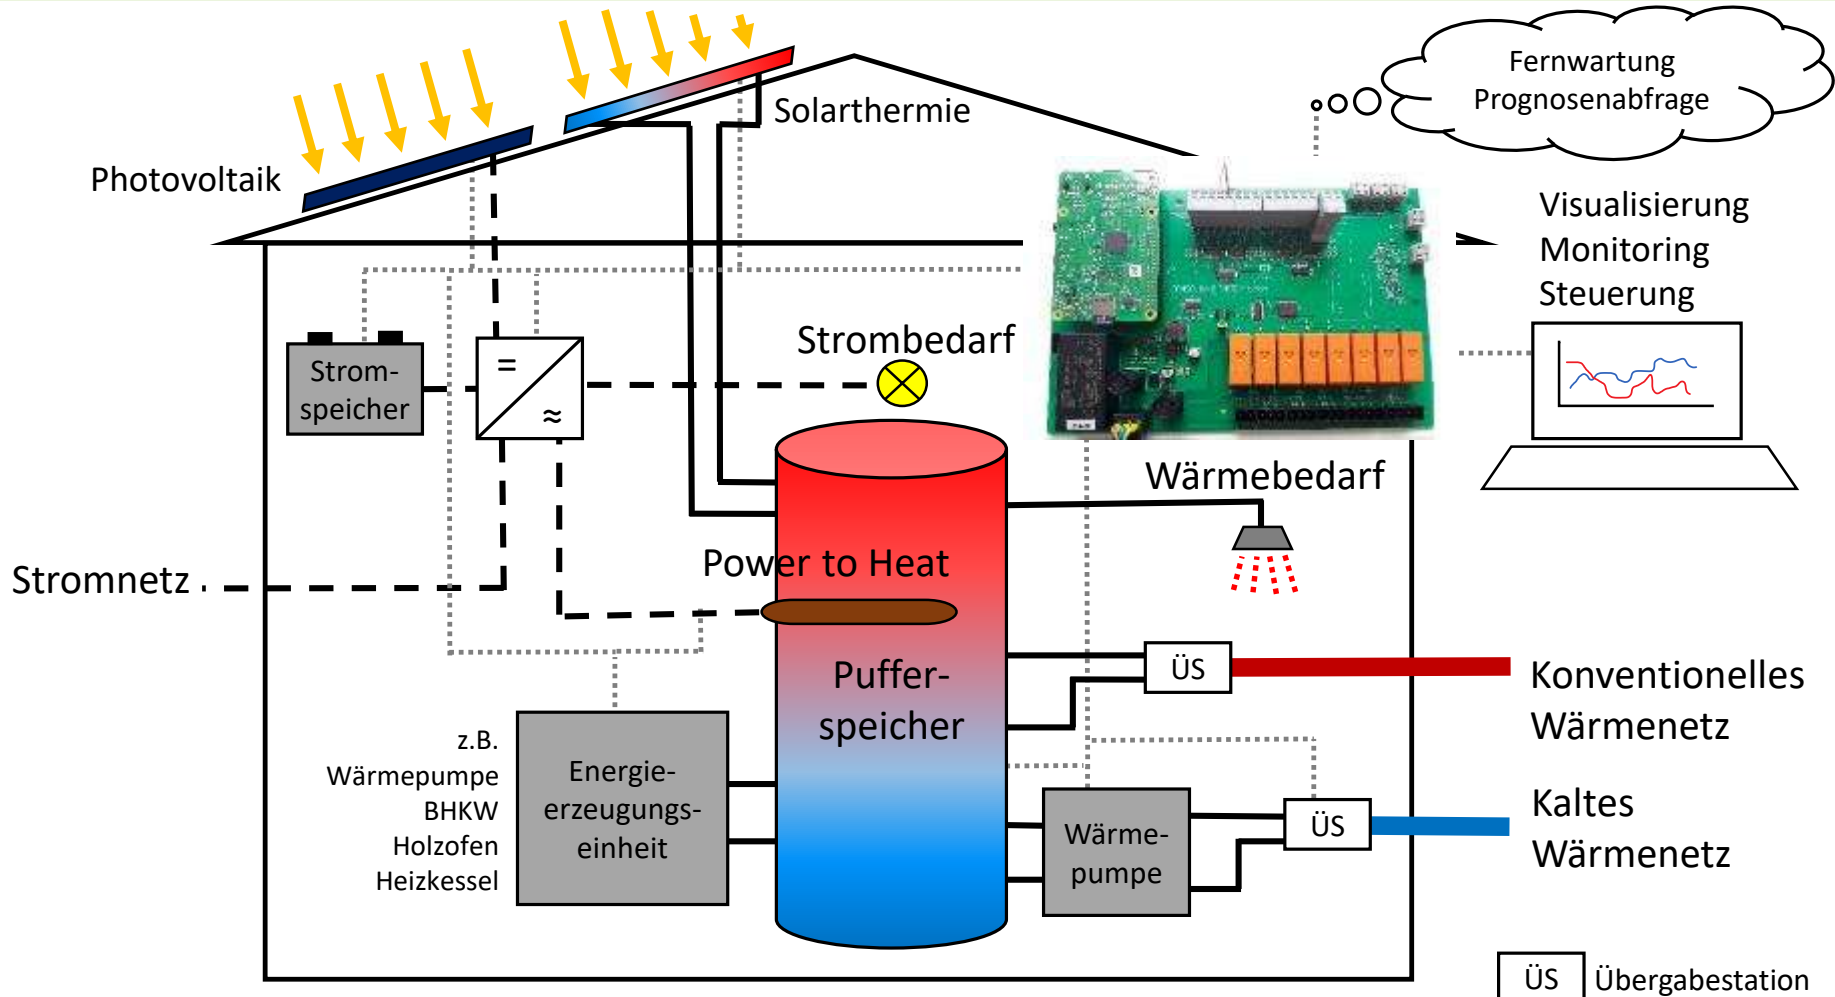 Fernwartung
Prognosenabfrage
Solarthermie
Photovoltaik
Visualisierung
Monitoring
Steuerung
Strombedarf
Strom-
speicher
=
≈
Wärmebedarf
Power to Heat
Stromnetz
Puffer-
speicher
ÜS
Konventionelles
Wärmenetz
z.B.
Wärmepumpe
BHKW
Holzofen
Heizkessel
Energie-
erzeugungs-
einheit
Wärme-
pumpe
ÜS
Kaltes
Wärmenetz
ÜS Übergabestation